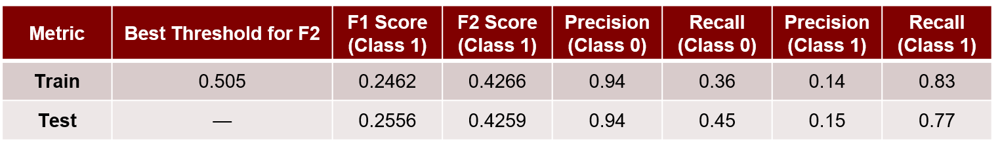 Metric Best Threshold for F2 F1 Score (Class 1) F2 Score (Class 1) Precision (Class 0) Recall (Class 0) Precision (Class 1) Recall (Class 1)
Train 0.505 0.2462 0.4266 0.94 0.36 0.14 0.83
Test — 0.2556 0.4259 0.94 0.45 0.15 0.77